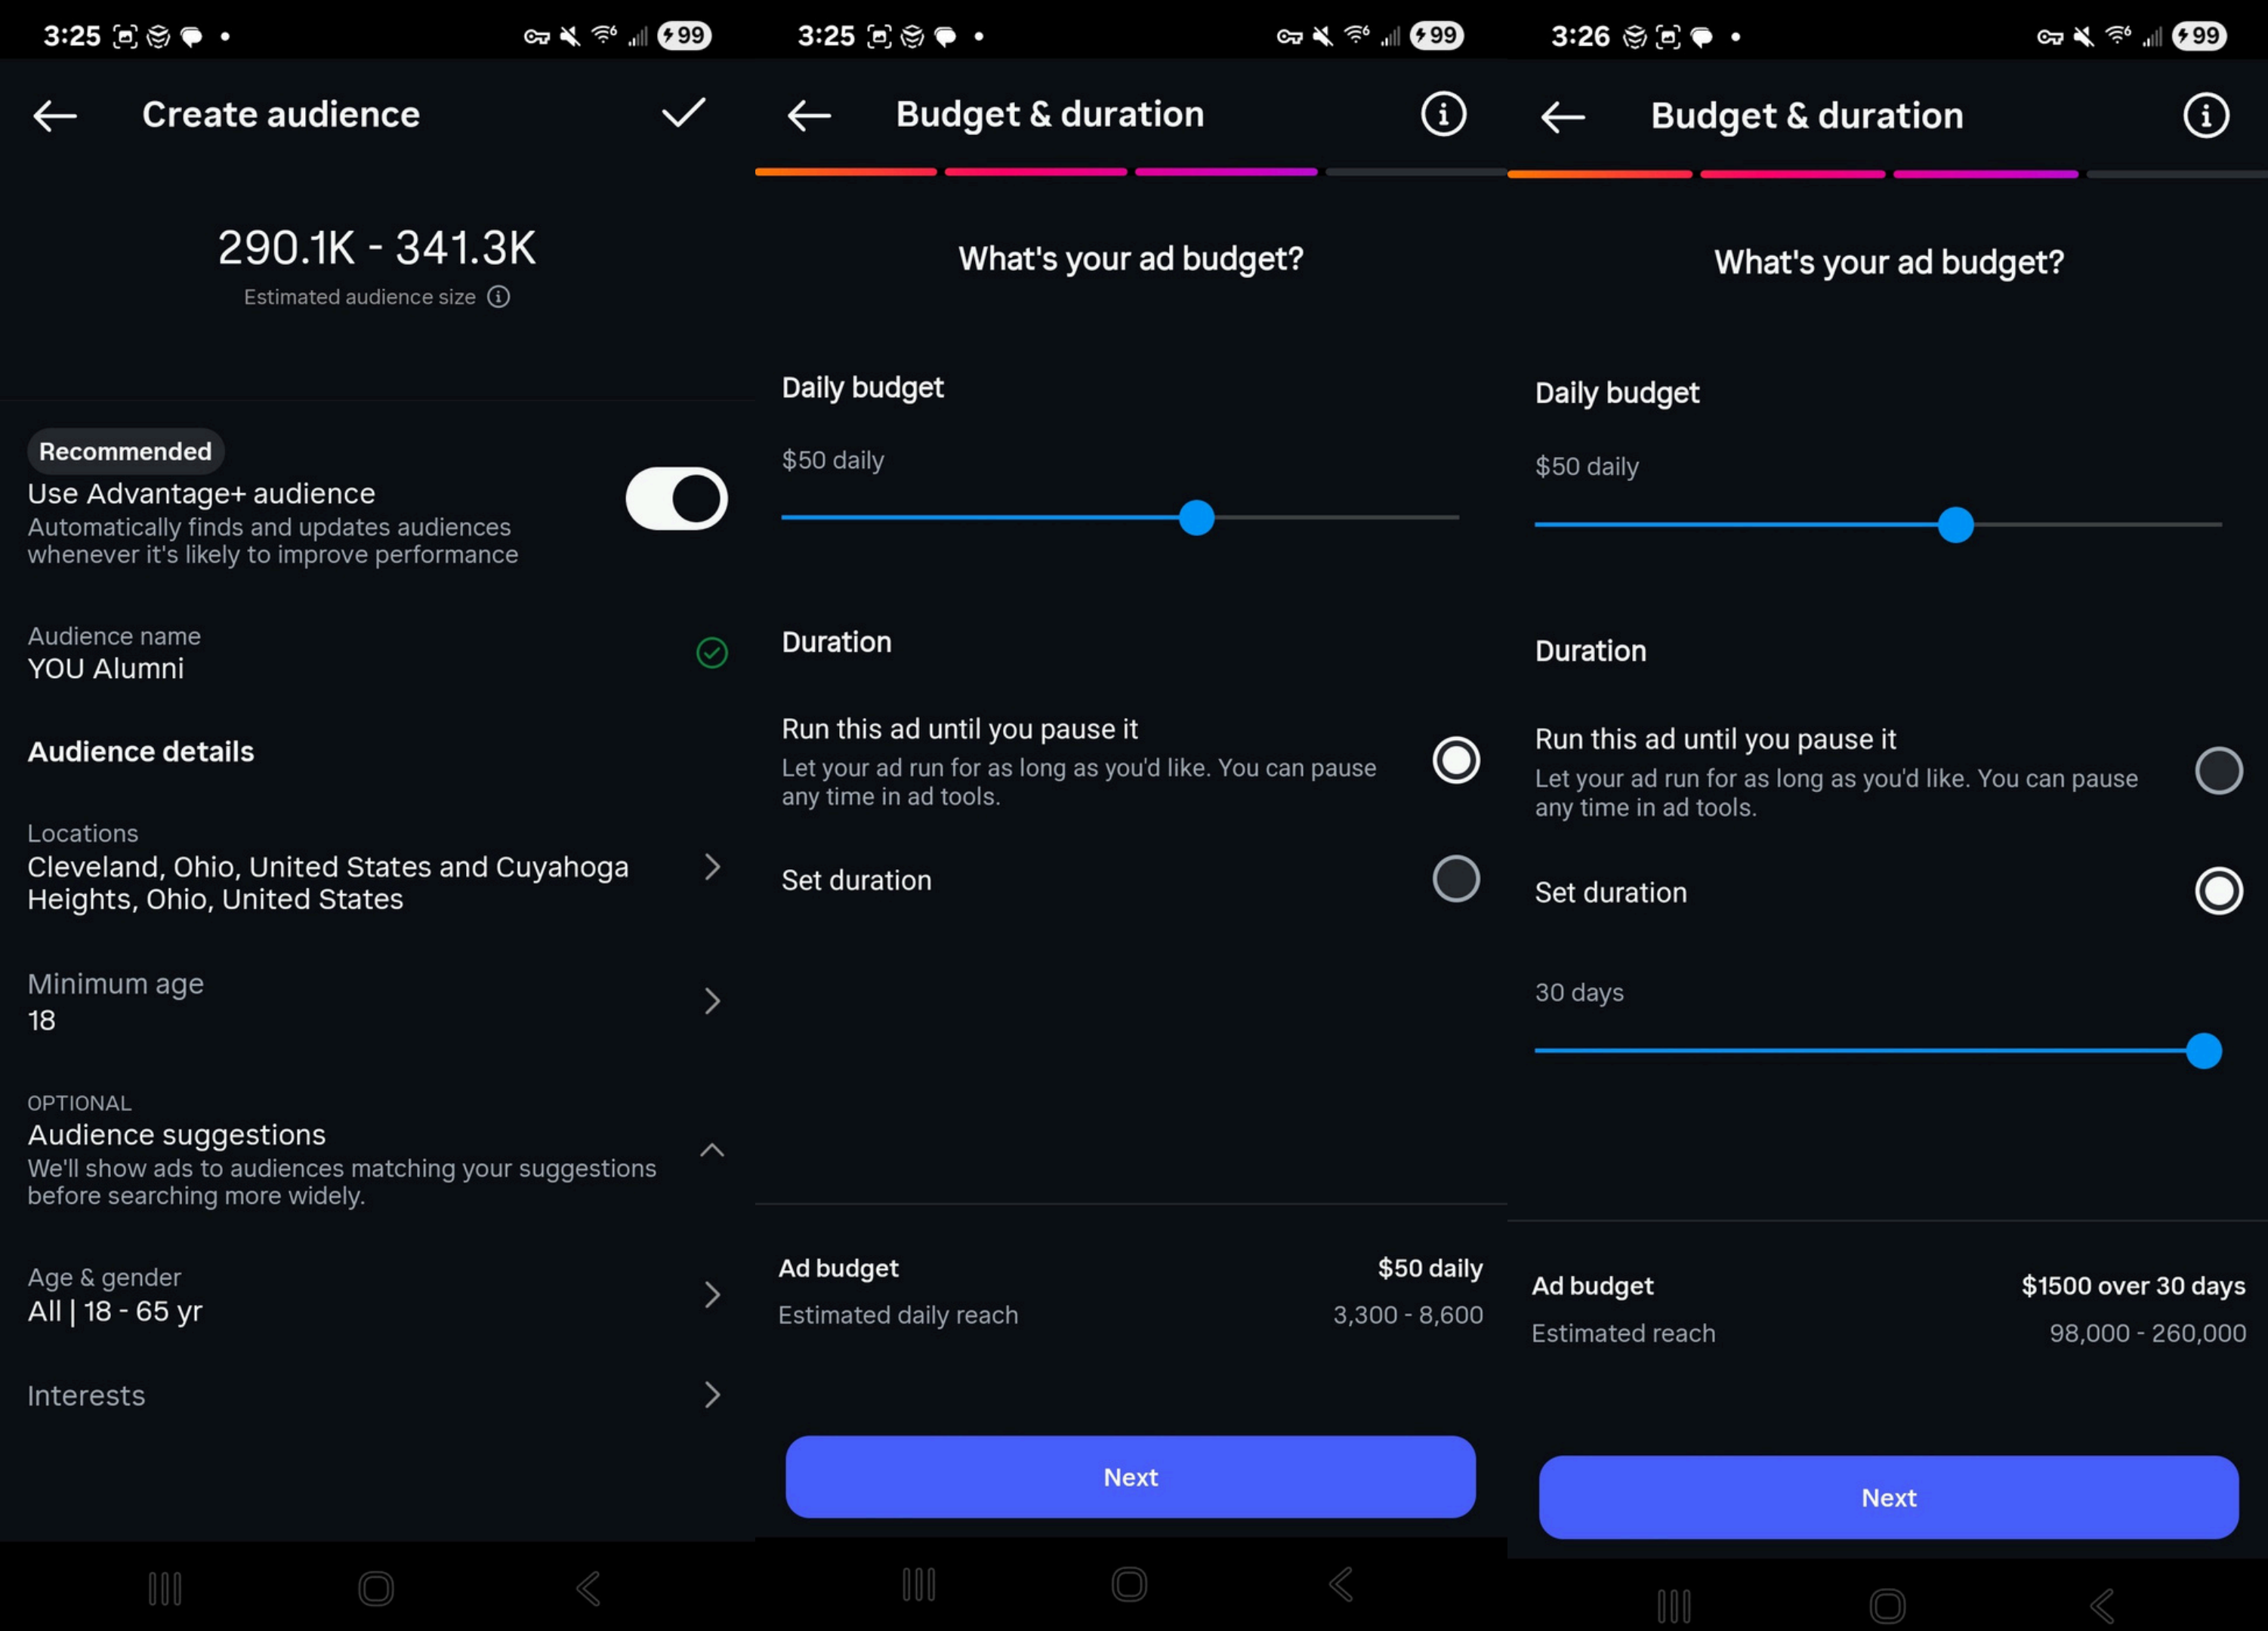 3:25
99
Create audience
290.1K - 341.3K
Estimated audience size
Recommended
Use Advantage+ audience
Automatically finds and updates audiences
whenever it's likely to improve performance
Audience name
YOU Alumni
Audience details
Locations
Cleveland, Ohio, United States and Cuyahoga
Heights, Ohio, United States
Minimum age
18
OPTIONAL
Audience suggestions
We'll show ads to audiences matching your suggestions
before searching more widely.
Age & gender
All | 18 - 65 yr
Interests
3:25
6
99
Budget & duration
What's your ad budget?
Daily budget
$50 daily
Duration
Run this ad until you pause it
Let your ad run for as long as you'd like. You can pause
any time in ad tools.
Set duration
Ad budget
$50 daily
Estimated daily reach
3,300 - 8,600
Next
3:26
6
99
Budget & duration
What's your ad budget?
Daily budget
$50 daily
Duration
Run this ad until you pause it
Let your ad run for as long as you'd like. You can pause
any time in ad tools.
Set duration
30 days
Ad budget
$1500 over 30 days
Estimated reach
98,000 - 260,000
Next